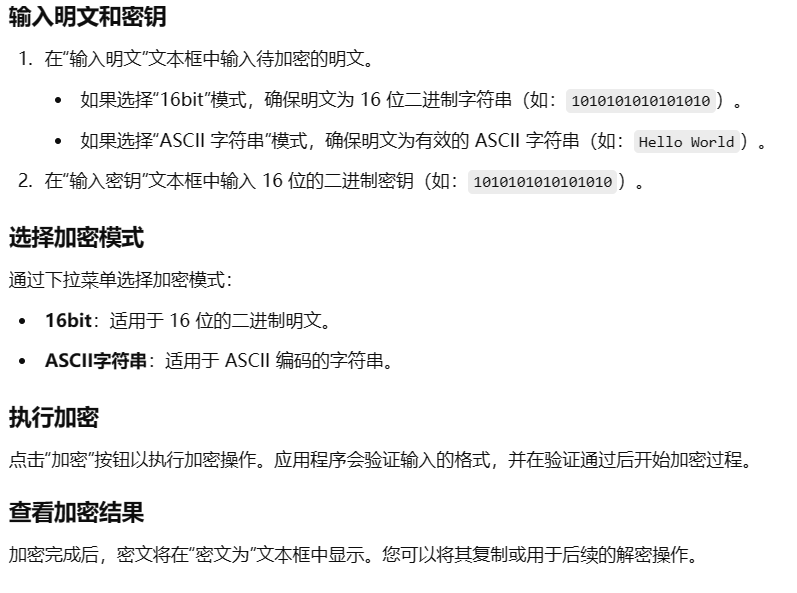 输入明文和密钥
1. 在“输入明文”文本框中输入待加密的明文。
• 如果选择“16bit”模式，确保明文为 16 位二进制字符串（如：1010101010101010）。
• 如果选择“ASCII 字符串”模式，确保明文为有效的 ASCII 字符串（如：Hello World）。
2. 在“输入密钥”文本框中输入 16 位的二进制密钥（如：1010101010101010）。
选择加密模式
通过下拉菜单选择加密模式：
• 16bit：适用于 16 位的二进制明文。
• ASCII字符串：适用于 ASCII 编码的字符串。
执行加密
点击“加密”按钮以执行加密操作。应用程序会验证输入的格式，并在验证通过后开始加密过程。
查看加密结果
加密完成后，密文将在“密文为”文本框中显示。您可以将其复制或用于后续的解密操作。